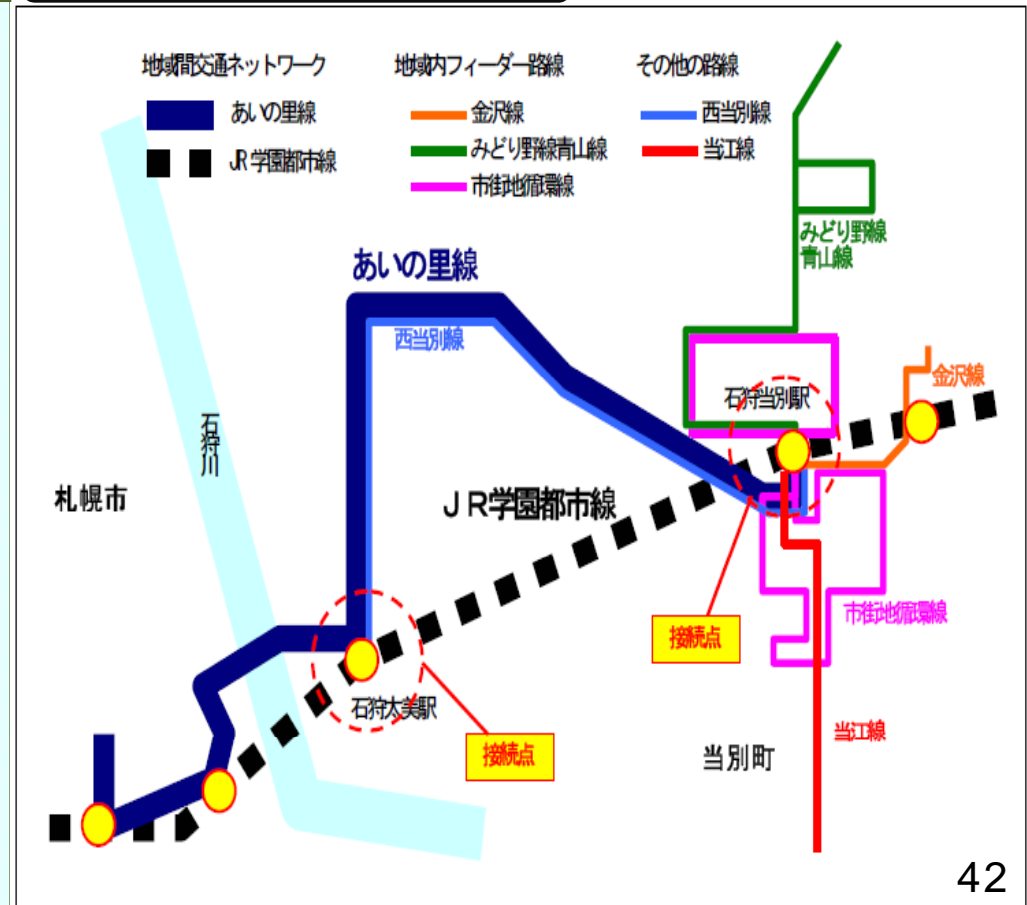 地域間交通ネットワーク
あいの里線
JR学園都市線
地域内フィーダー路線
金沢線
みどり野線青山線
市街地循環線
その他の路線
西当別線
当江線
みどり野線
青山線
あいの里線
西当別線
金沢線
石狩当別駅
石狩川
札幌市
JR学園都市線
接続点
市街地循環線
石狩太美駅
接続点
当別町
当江線
42